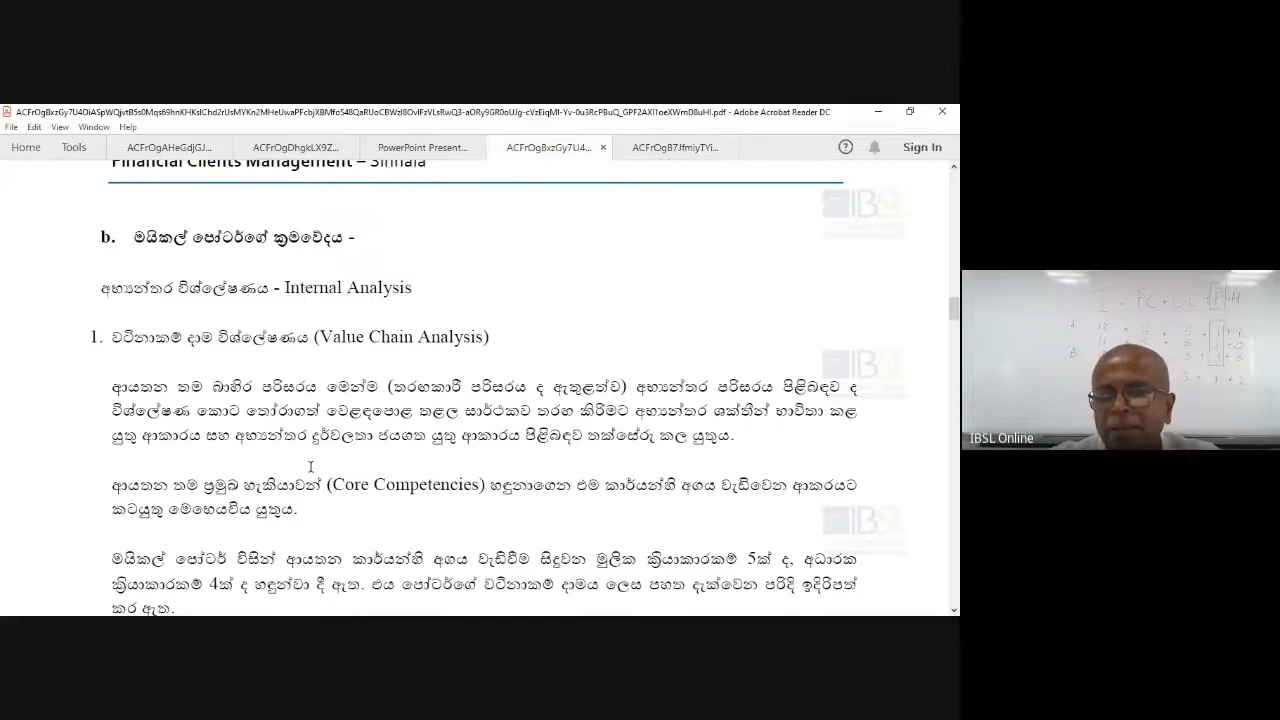 ACFrOgBxzGy7U4OiASpWQjvtB5s0Mqs69hnKHKslChd2rUsMYKn2MHeUwaPFcbjXBMfoS48QaRUoCBWzI8OvlFzVLsRwQ3-aORy9GR0oUJg-cVzEiqMI-Yv-0u3RcPBuQ_GPF2AXl1oeXWmD8uHI.pdf - Adobe Acrobat Reader DC
File Edit View Window Help
Home Tools ACFrOgAHeGdjGJ... ACFrOgDhgkLX9Z... PowerPoint Present... ACFrOgBxzGy7U4... ACFrOgB7JfmiyTYi... Sign In
Financial Clients Management – Sinhala
IBSL
b. මයිකල් පෝටර්ගේ ක්‍රමවේදය -
අභ්‍යන්තර විශ්ලේෂණය - Internal Analysis
1. වටිනාකම් දාම විශ්ලේෂණය (Value Chain Analysis)
ආයතන තම බාහිර පරිසරය මෙන්ම (තරඟකාරී පරිසරය ද ඇතුළත්ව) අභ්‍යන්තර පරිසරය පිළිබඳව ද
විශ්ලේෂණ කොට තෝරාගත් වෙළඳපොළ තළල සාර්ථකව තරඟ කිරීමට අභ්‍යන්තර ශක්තීන් භාවිතා කළ
යුතු ආකාරය සහ අභ්‍යන්තර දුර්වලතා ජයගත යුතු ආකාරය පිළිබඳව තක්සේරු කල යුතුය.
ආයතන තම ප්‍රමුඛ හැකියාවන් (Core Competencies) හඳුනාගෙන එම කාර්යන්හි අගය වැඩිවෙන ආකරයට
කටයුතු මෙහෙයවිය යුතුය.
මයිකල් පෝටර් විසින් ආයතන කාර්යන්හි අගය වැඩිවීම සිදුවන මූලික ක්‍රියාකාරකම් 5ක් ද, අධාරක
ක්‍රියාකාරකම් 4ක් ද හඳුන්වා දී ඇත. එය පෝටර්ගේ වටිනාකම් දාමය ලෙස පහත දැක්වෙන පරිදි ඉදිරිපත්
කර ඇත.
IBSL Online